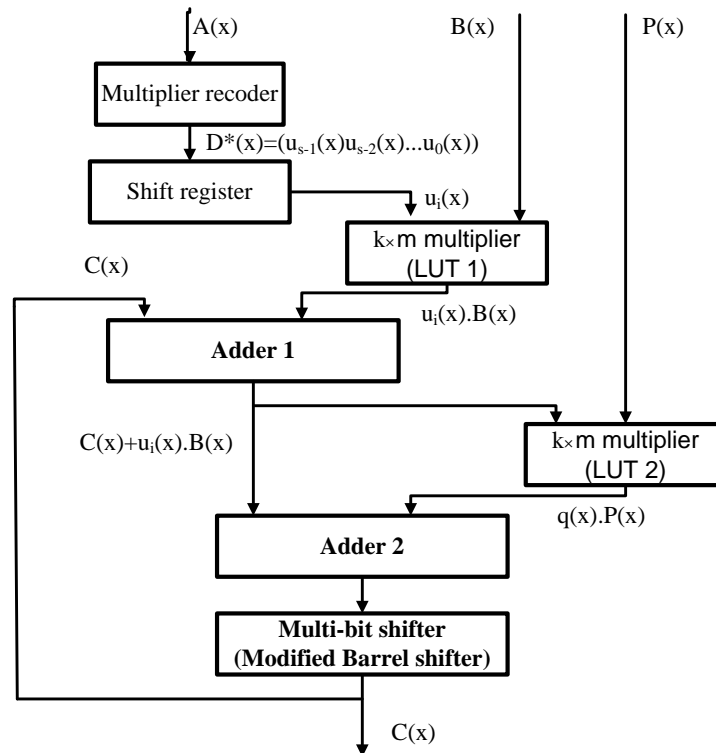 A(x)
B(x)
P(x)
Multiplier recoder
D*(x)=(uₛ₋₁(x)uₛ₋₂(x)...u₀(x))
Shift register
uᵢ(x)
k×m multiplier
(LUT 1)
C(x)
uᵢ(x).B(x)
Adder 1
C(x)+uᵢ(x).B(x)
k×m multiplier
(LUT 2)
q(x).P(x)
Adder 2
Multi-bit shifter
(Modified Barrel shifter)
C(x)